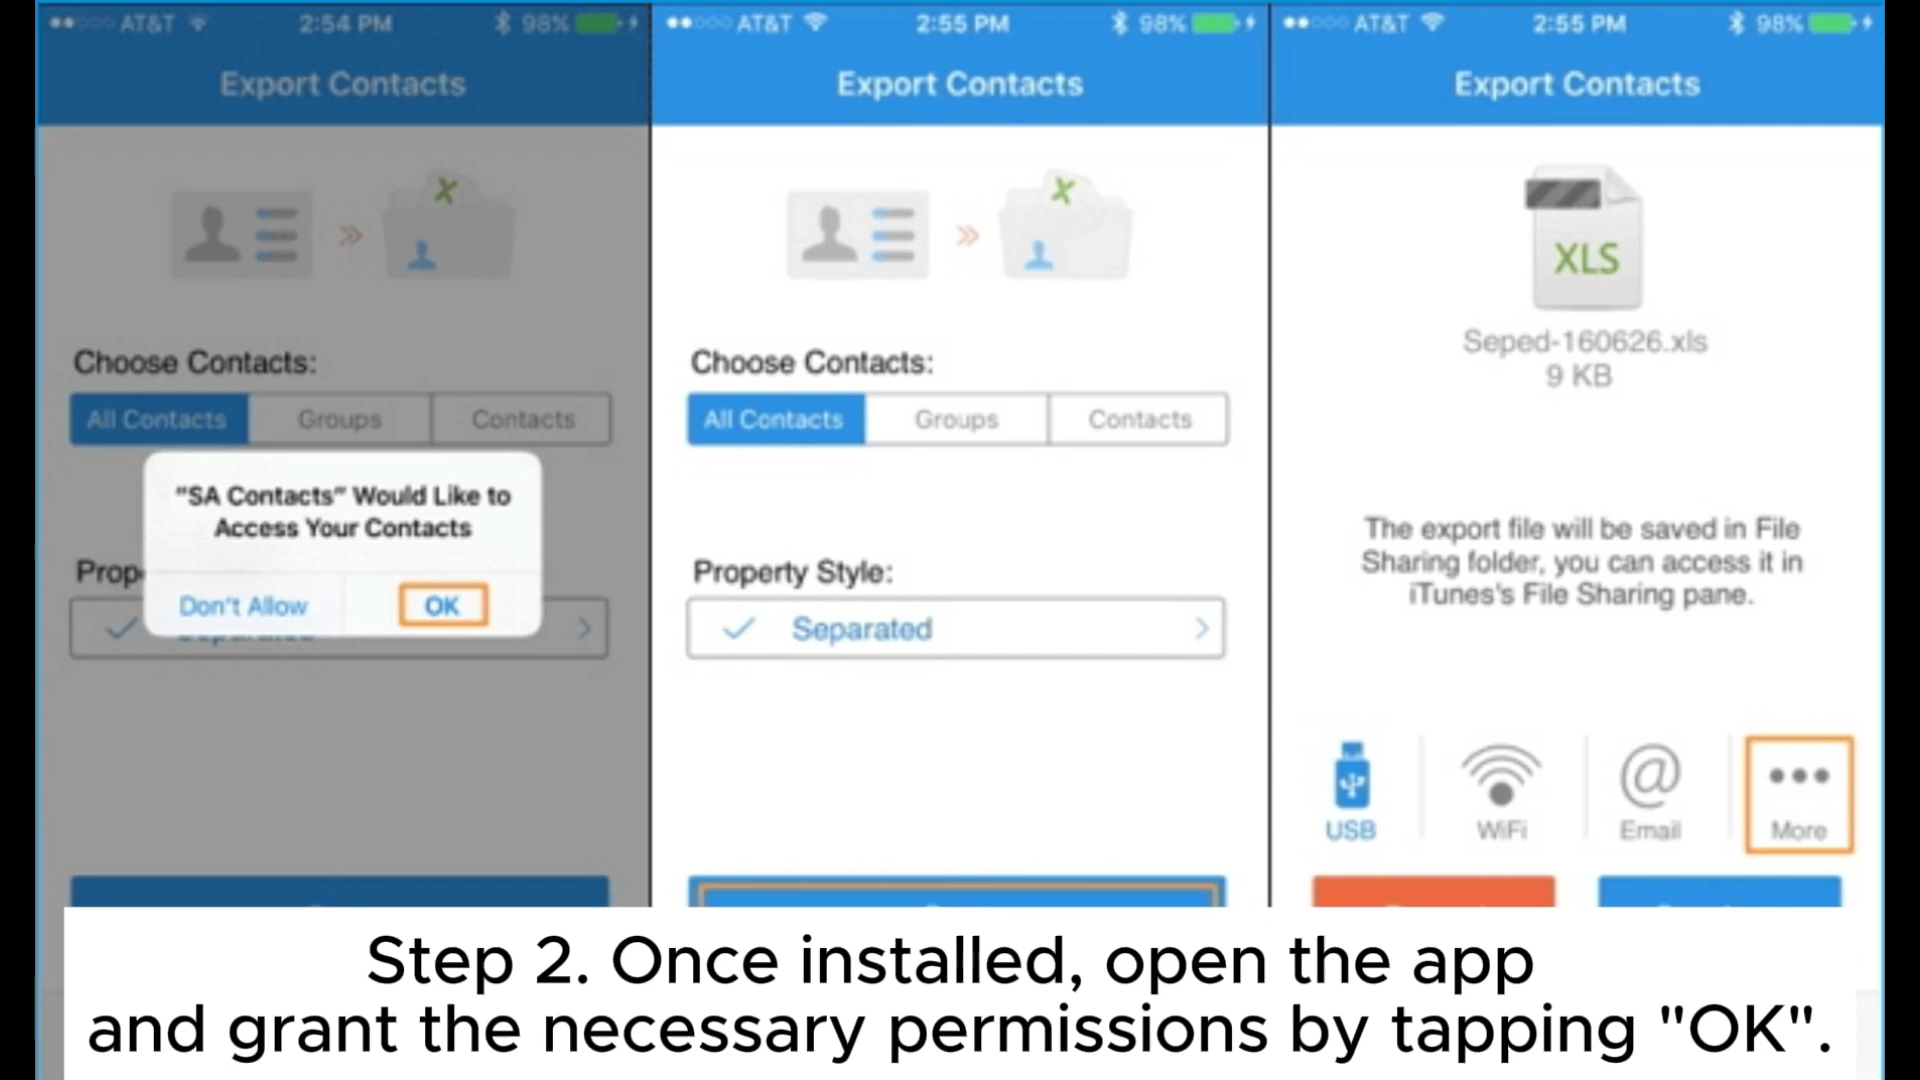 AT&T 2:54 PM 98%
Export Contacts
X
Choose Contacts:
All Contacts Groups Contacts
"SA Contacts" Would Like to
Access Your Contacts
Don't Allow OK
AT&T 2:55 PM 98%
Export Contacts
X
Choose Contacts:
All Contacts Groups Contacts
Property Style:
Separated
AT&T 2:55 PM 98%
Export Contacts
XLS
Seped-160626.xls
9 KB
The export file will be saved in File
Sharing folder, you can access it in
iTunes's File Sharing pane.
USB WiFi Email More
Step 2. Once installed, open the app
and grant the necessary permissions by tapping "OK".